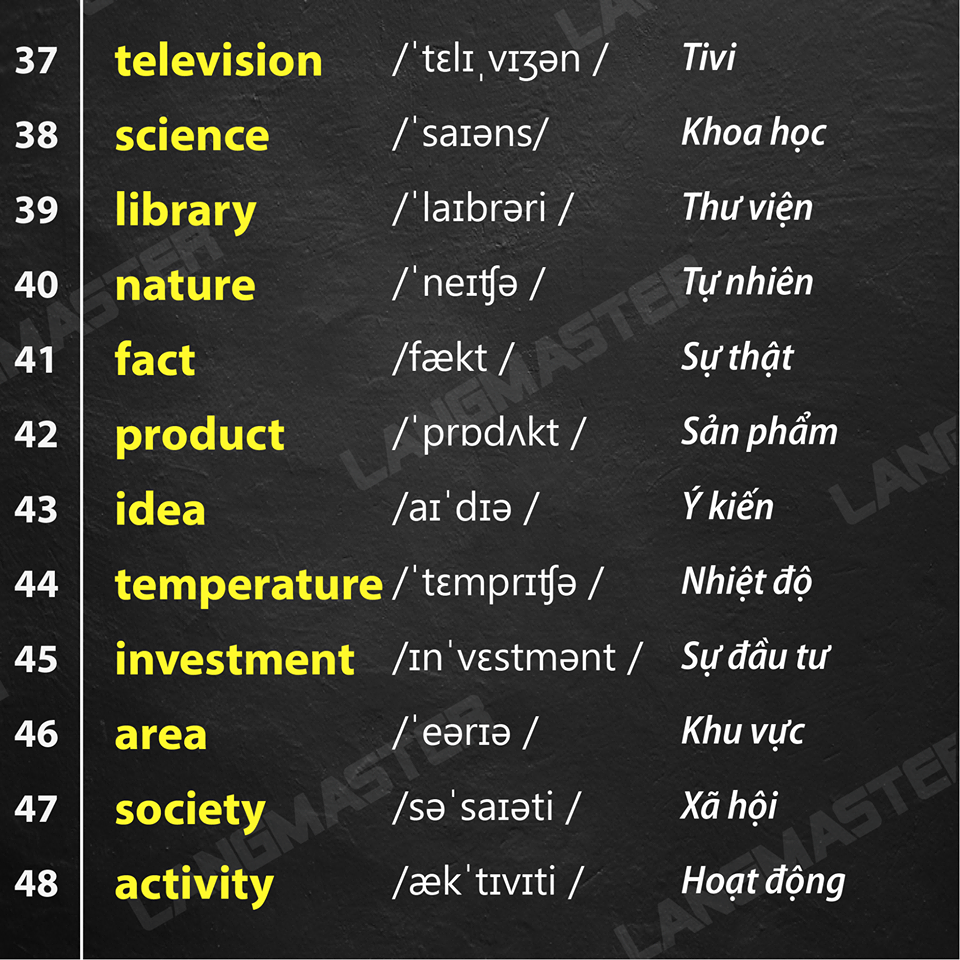 37 television /ˈtɛlɪˌvɪʒən / Tivi
38 science /ˈsaɪəns/ Khoa học
39 library /ˈlaɪbrəri / Thư viện
40 nature /ˈneɪʧə / Tự nhiên
41 fact /fækt / Sự thật
42 product /ˈprɒdʌkt / Sản phẩm
43 idea /aɪˈdɪə / Ý kiến
44 temperature /ˈtɛmprɪʧə / Nhiệt độ
45 investment /ɪnˈvɛstmənt / Sự đầu tư
46 area /ˈeərɪə / Khu vực
47 society /səˈsaɪəti / Xã hội
48 activity /ækˈtɪvɪti / Hoạt động
LANGMASTER
LANGMASTER
LANGMASTER
LANGMASTER